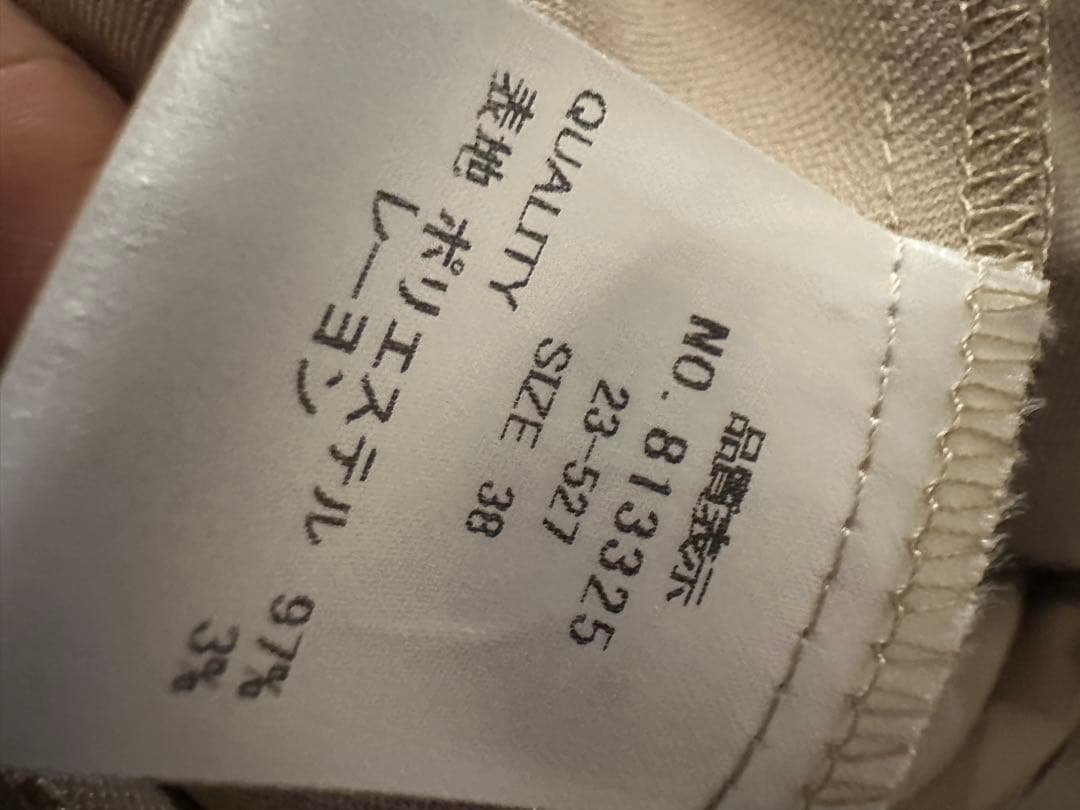 品質表示
NO. 813325
23-527
SIZE 38
QUALITY
表地 ポリエステル 97%
レーヨン 3%